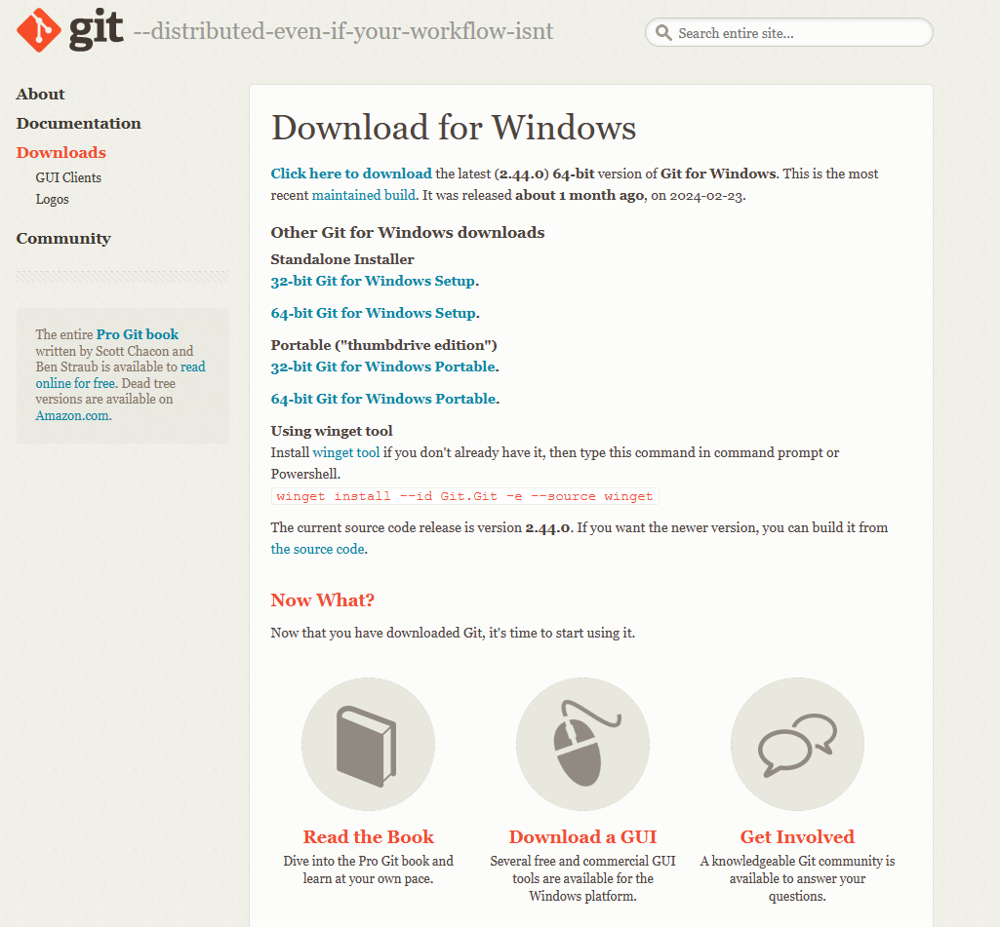 git --distributed-even-if-your-workflow-isnt
Search entire site...
About
Documentation
Downloads
GUI Clients
Logos
Community
The entire Pro Git book
written by Scott Chacon and
Ben Straub is available to read
online for free. Dead tree
versions are available on
Amazon.com.
Download for Windows
Click here to download the latest (2.44.0) 64-bit version of Git for Windows. This is the most
recent maintained build. It was released about 1 month ago, on 2024-02-23.
Other Git for Windows downloads
Standalone Installer
32-bit Git for Windows Setup.
64-bit Git for Windows Setup.
Portable ("thumbdrive edition")
32-bit Git for Windows Portable.
64-bit Git for Windows Portable.
Using winget tool
Install winget tool if you don't already have it, then type this command in command prompt or
Powershell.
winget install --id Git.Git -e --source winget
The current source code release is version 2.44.0. If you want the newer version, you can build it from
the source code.
Now What?
Now that you have downloaded Git, it's time to start using it.
Read the Book
Dive into the Pro Git book and
learn at your own pace.
Download a GUI
Several free and commercial GUI
tools are available for the
Windows platform.
Get Involved
A knowledgeable Git community is
available to answer your
questions.